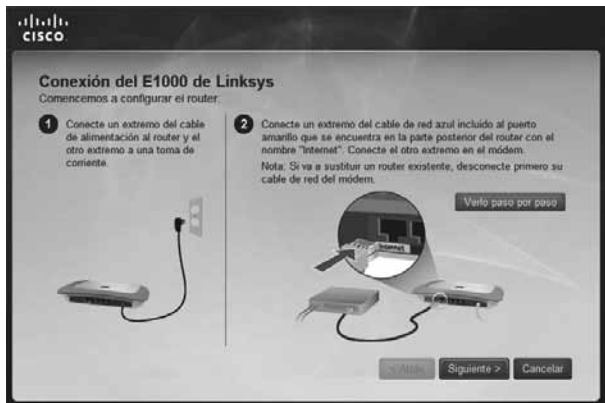 CISCO
Conexión del E1000 de Linksys
Comencemos a configurar el router.
1 Conecte un extremo del cable
de alimentación al router y el
otro extremo a una toma de
corriente.
2 Conecte un extremo del cable de red azul incluido al puerto
amarillo que se encuentra en la parte posterior del router con el
nombre "Internet". Conecte el otro extremo en el módem.
Nota: Si va a sustituir un router existente, desconecte primero su
cable de red del módem.
Verlo paso por paso
Internet
< Atrás
Siguiente >
Cancelar